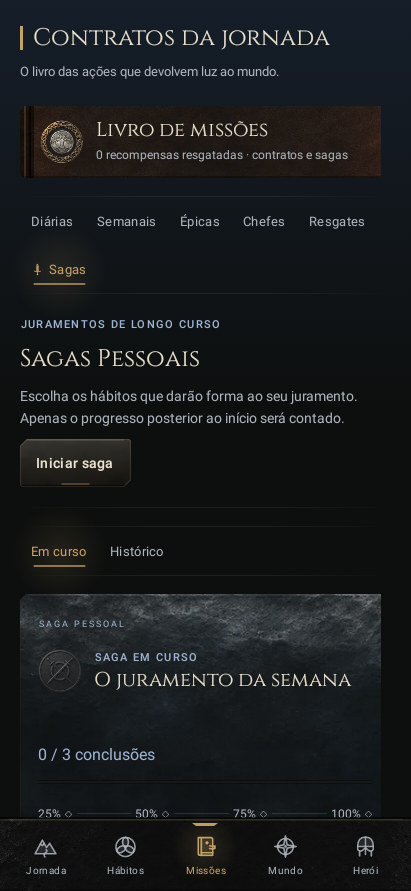 Contratos da Jornada
O livro das ações que devolvem luz ao mundo.
Livro de Missões
0 recompensas resgatadas · contratos e sagas
Diárias Semanais Épicas Chefes Resgates
Sagas
JURAMENTOS DE LONGO CURSO
Sagas Pessoais
Escolha os hábitos que darão forma ao seu juramento.
Apenas o progresso posterior ao início será contado.
Iniciar saga
Em curso Histórico
SAGA PESSOAL
SAGA EM CURSO
O juramento da semana
0 / 3 conclusões
25% 50% 75% 100%
Jornada Hábitos Missões Mundo Herói